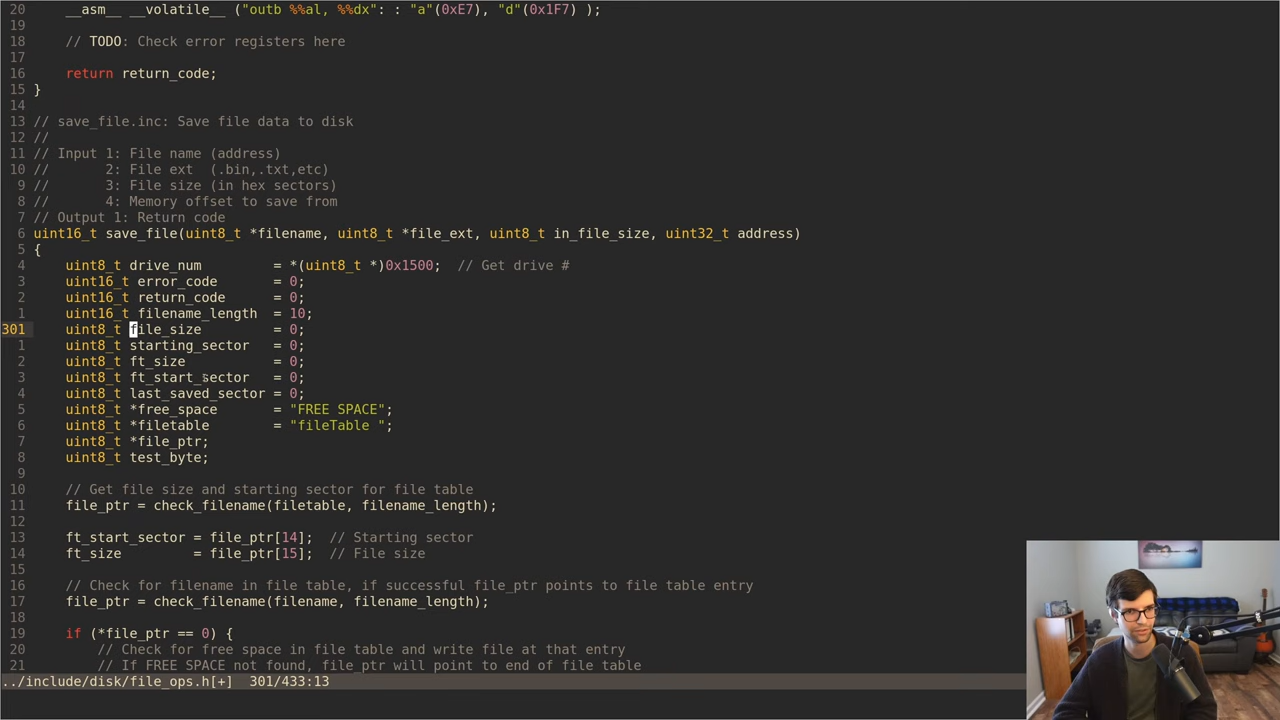 20 __asm__ __volatile__ ("outb %%al, %%dx": : "a"(0xE7), "d"(0x1F7) );
19
18 // TODO: Check error registers here
17
16 return return_code;
15 }
14
13 // save_file.inc: Save file data to disk
12 //
11 // Input 1: File name (address)
10 // 2: File ext (.bin,.txt,etc)
9 // 3: File size (in hex sectors)
8 // 4: Memory offset to save from
7 // Output 1: Return code
6 uint16_t save_file(uint8_t *filename, uint8_t *file_ext, uint8_t in_file_size, uint32_t address)
5 {
4 uint8_t drive_num = *(uint8_t *)0x1500; // Get drive #
3 uint16_t error_code = 0;
2 uint16_t return_code = 0;
1 uint16_t filename_length = 10;
301 uint8_t file_size = 0;
1 uint8_t starting_sector = 0;
2 uint8_t ft_size = 0;
3 uint8_t ft_start_sector = 0;
4 uint8_t last_saved_sector = 0;
5 uint8_t *free_space = "FREE SPACE";
6 uint8_t *filetable = "fileTable ";
7 uint8_t *file_ptr;
8 uint8_t test_byte;
9
10 // Get file size and starting sector for file table
11 file_ptr = check_filename(filetable, filename_length);
12
13 ft_start_sector = file_ptr[14]; // Starting sector
14 ft_size = file_ptr[15]; // File size
15
16 // Check for filename in file table, if successful file_ptr points to file table entry
17 file_ptr = check_filename(filename, filename_length);
18
19 if (*file_ptr == 0) {
20 // Check for free space in file table and write file at that entry
21 // If FREE SPACE not found, file_ptr will point to end of file table
../include/disk/file_ops.h[+] 301/433:13